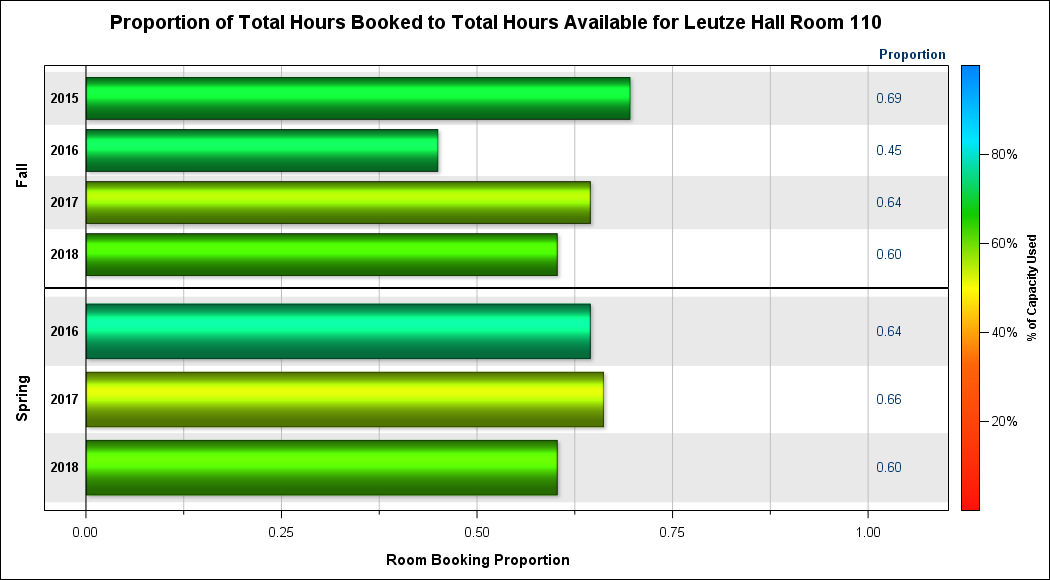 Proportion of Total Hours Booked to Total Hours Available for Leutze Hall Room 110
Proportion
Fall
2015 0.69
2016 0.45
2017 0.64
2018 0.60
Spring
2016 0.64
2017 0.66
2018 0.60
0.00 0.25 0.50 0.75 1.00
Room Booking Proportion
80%
60%
40%
20%
% of Capacity Used